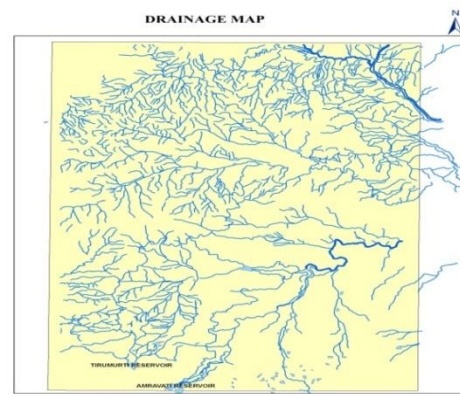 DRAINAGE MAP
N
TIRUMURTI RESERVOIR
AMRAVATI RESERVOIR